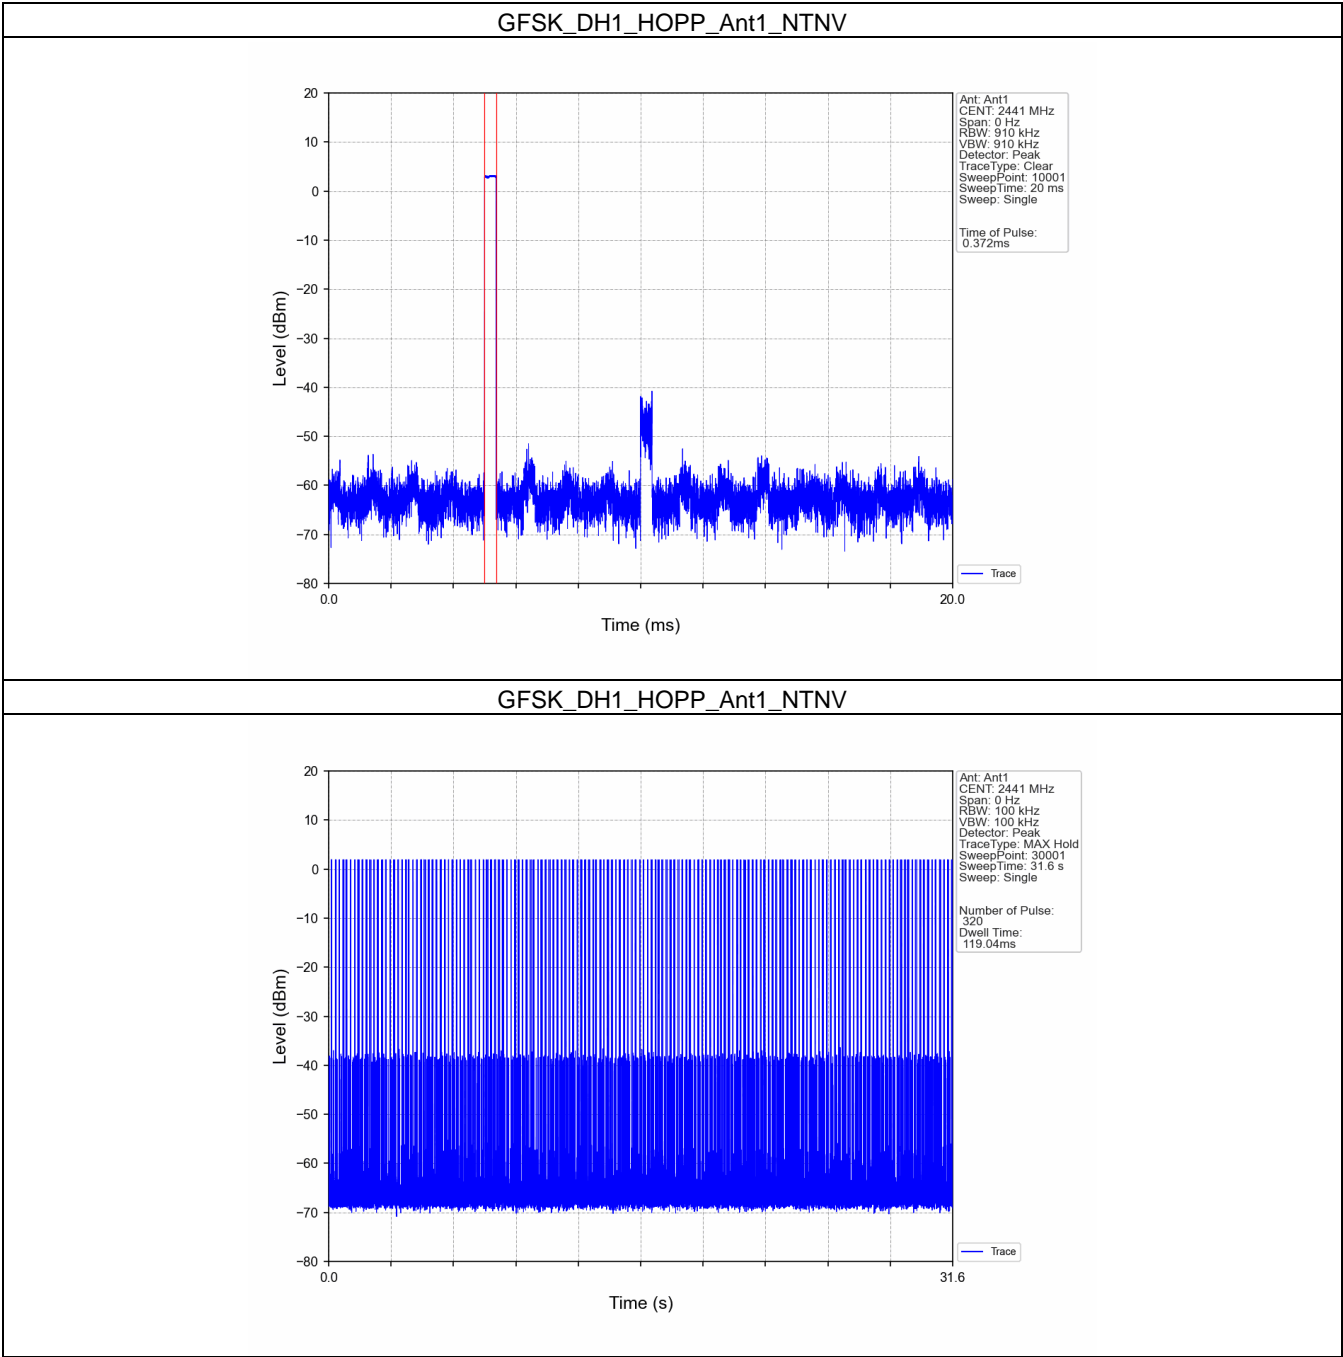 GFSK_DH1_HOPP_Ant1_NTNV
20
10
0
−10
−20
−30
−40
−50
−60
−70
−80
Level (dBm)
0.0
20.0
Time (ms)
Ant: Ant1
CENT: 2441 MHz
Span: 0 Hz
RBW: 910 kHz
VBW: 910 kHz
Detector: Peak
TraceType: Clear
SweepPoint: 10001
SweepTime: 20 ms
Sweep: Single
Time of Pulse:
0.372ms
Trace
GFSK_DH1_HOPP_Ant1_NTNV
20
10
0
−10
−20
−30
−40
−50
−60
−70
−80
Level (dBm)
0.0
31.6
Time (s)
Ant: Ant1
CENT: 2441 MHz
Span: 0 Hz
RBW: 100 kHz
VBW: 100 kHz
Detector: Peak
TraceType: MAX Hold
SweepPoint: 30001
SweepTime: 31.6 s
Sweep: Single
Number of Pulse:
320
Dwell Time:
119.04ms
Trace